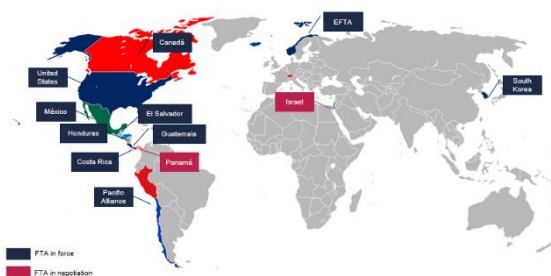 EFTA
Canadá
United
States
South
Korea
Israel
México
El Salvador
Honduras
Guatemala
Costa Rica
Panamá
Pacific
Alliance
FTA in force
FTA in negotiation